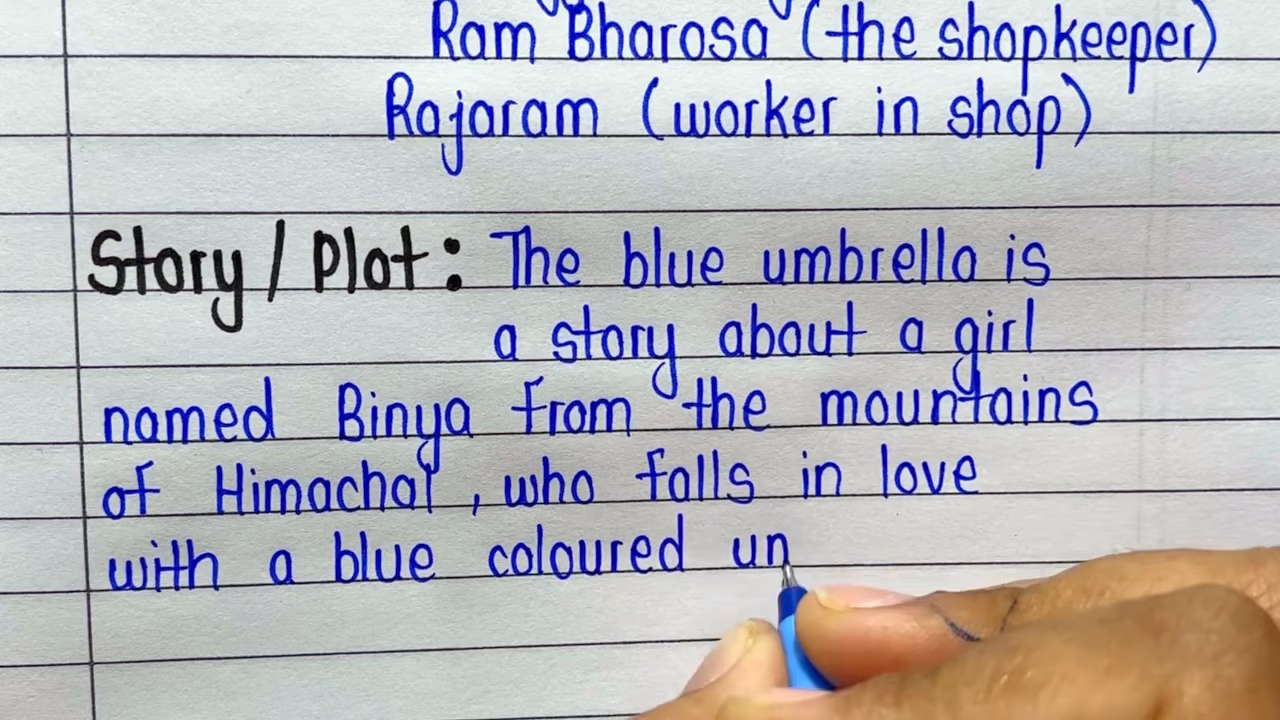 Ram Bharosa (the shopkeeper)
Rajaram (worker in shop)
Story / Plot: The blue umbrella is
a story about a girl
named Binya from the mountains
of Himachal, who falls in love
with a blue coloured un